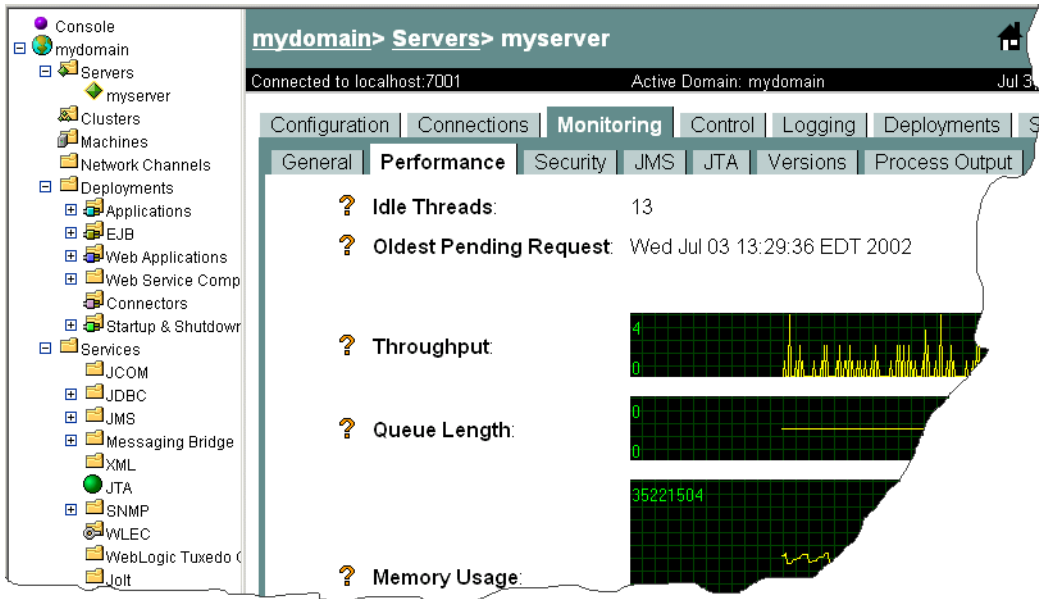 Console
mydomain
Servers
myserver
Clusters
Machines
Network Channels
Deployments
Applications
EJB
Web Applications
Web Service Comp
Connectors
Startup & Shutdowr
Services
JCOM
JDBC
JMS
Messaging Bridge
XML
JTA
SNMP
WLEC
WebLogic Tuxedo
Jolt
mydomain> Servers> myserver
Connected to localhost:7001 Active Domain: mydomain Jul 3,
Configuration Connections Monitoring Control Logging Deployments S
General Performance Security JMS JTA Versions Process Output
? Idle Threads: 13
? Oldest Pending Request: Wed Jul 03 13:29:36 EDT 2002
? Throughput:
4
0
? Queue Length:
0
0
35221504
? Memory Usage: